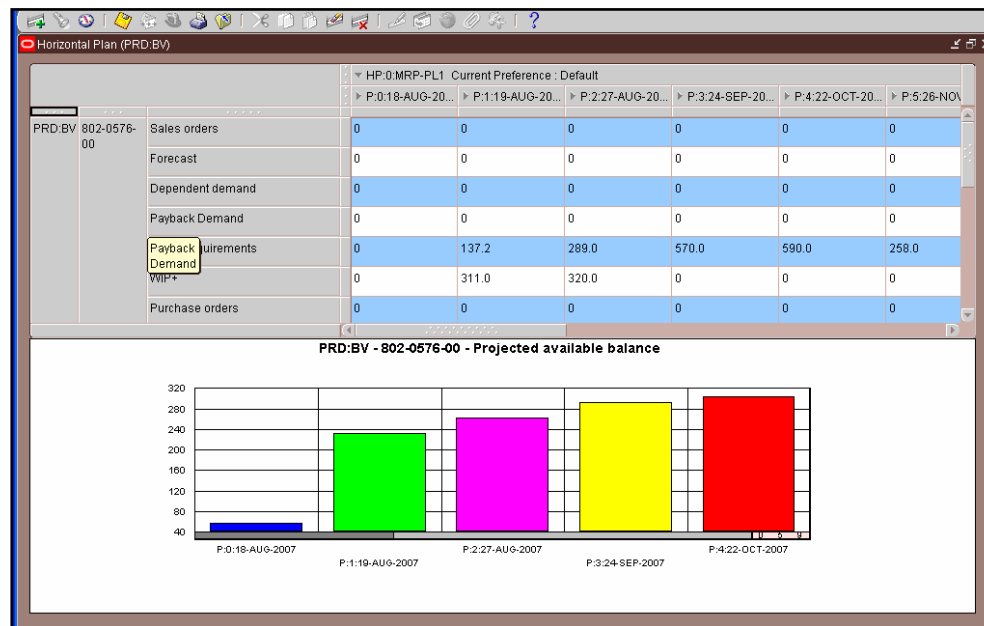 ?
Horizontal Plan (PRD:BV)
HP:0:MRP-PL1 Current Preference : Default
P:0:18-AUG-20... P:1:19-AUG-20... P:2:27-AUG-20... P:3:24-SEP-20... P:4:22-OCT-20... P:5:26-NOV
PRD:BV 802-0576-00 Sales orders 0 0 0 0 0 0
Forecast 0 0 0 0 0 0
Dependent demand 0 0 0 0 0 0
Payback Demand 0 0 0 0 0 0
Payback Demand
uirements 0 137.2 289.0 570.0 590.0 258.0
WIP+ 0 311.0 320.0 0 0 0
Purchase orders 0 0 0 0 0 0
PRD:BV - 802-0576-00 - Projected available balance
320
280
240
200
160
120
80
40
P:0:18-AUG-2007 P:2:27-AUG-2007 P:4:22-OCT-2007
P:1:19-AUG-2007 P:3:24-SEP-2007